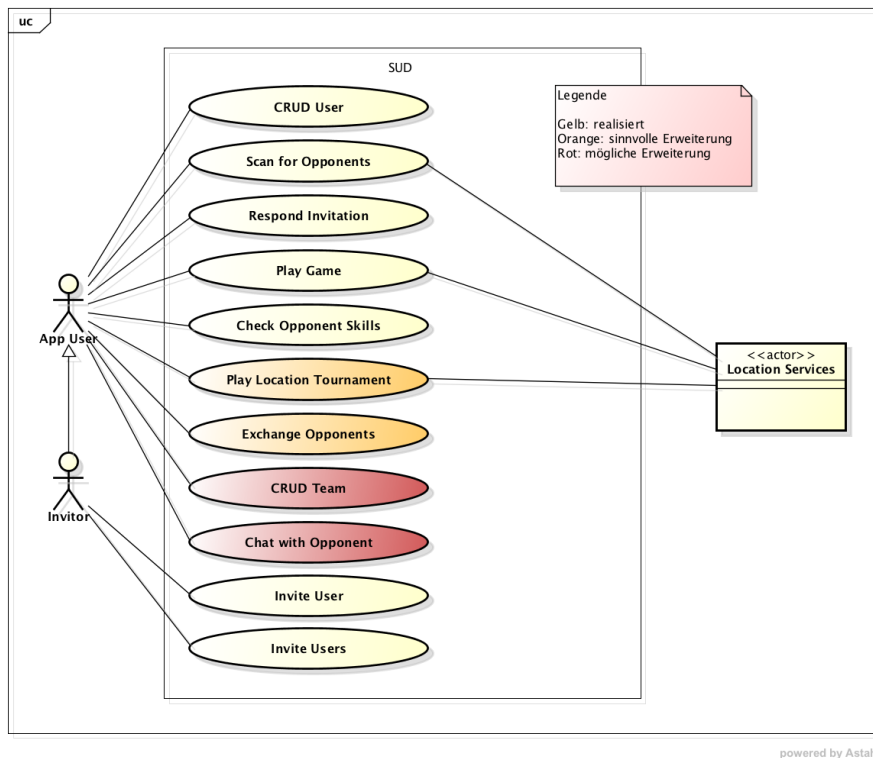 uc
SUD
CRUD User
Scan for Opponents
Respond Invitation
Play Game
Check Opponent Skills
Play Location Tournament
Exchange Opponents
CRUD Team
Chat with Opponent
Invite User
Invite Users
App User
Invitor
Legende
Gelb: realisiert
Orange: sinnvolle Erweiterung
Rot: mögliche Erweiterung
<<actor>>
Location Services
powered by Astah